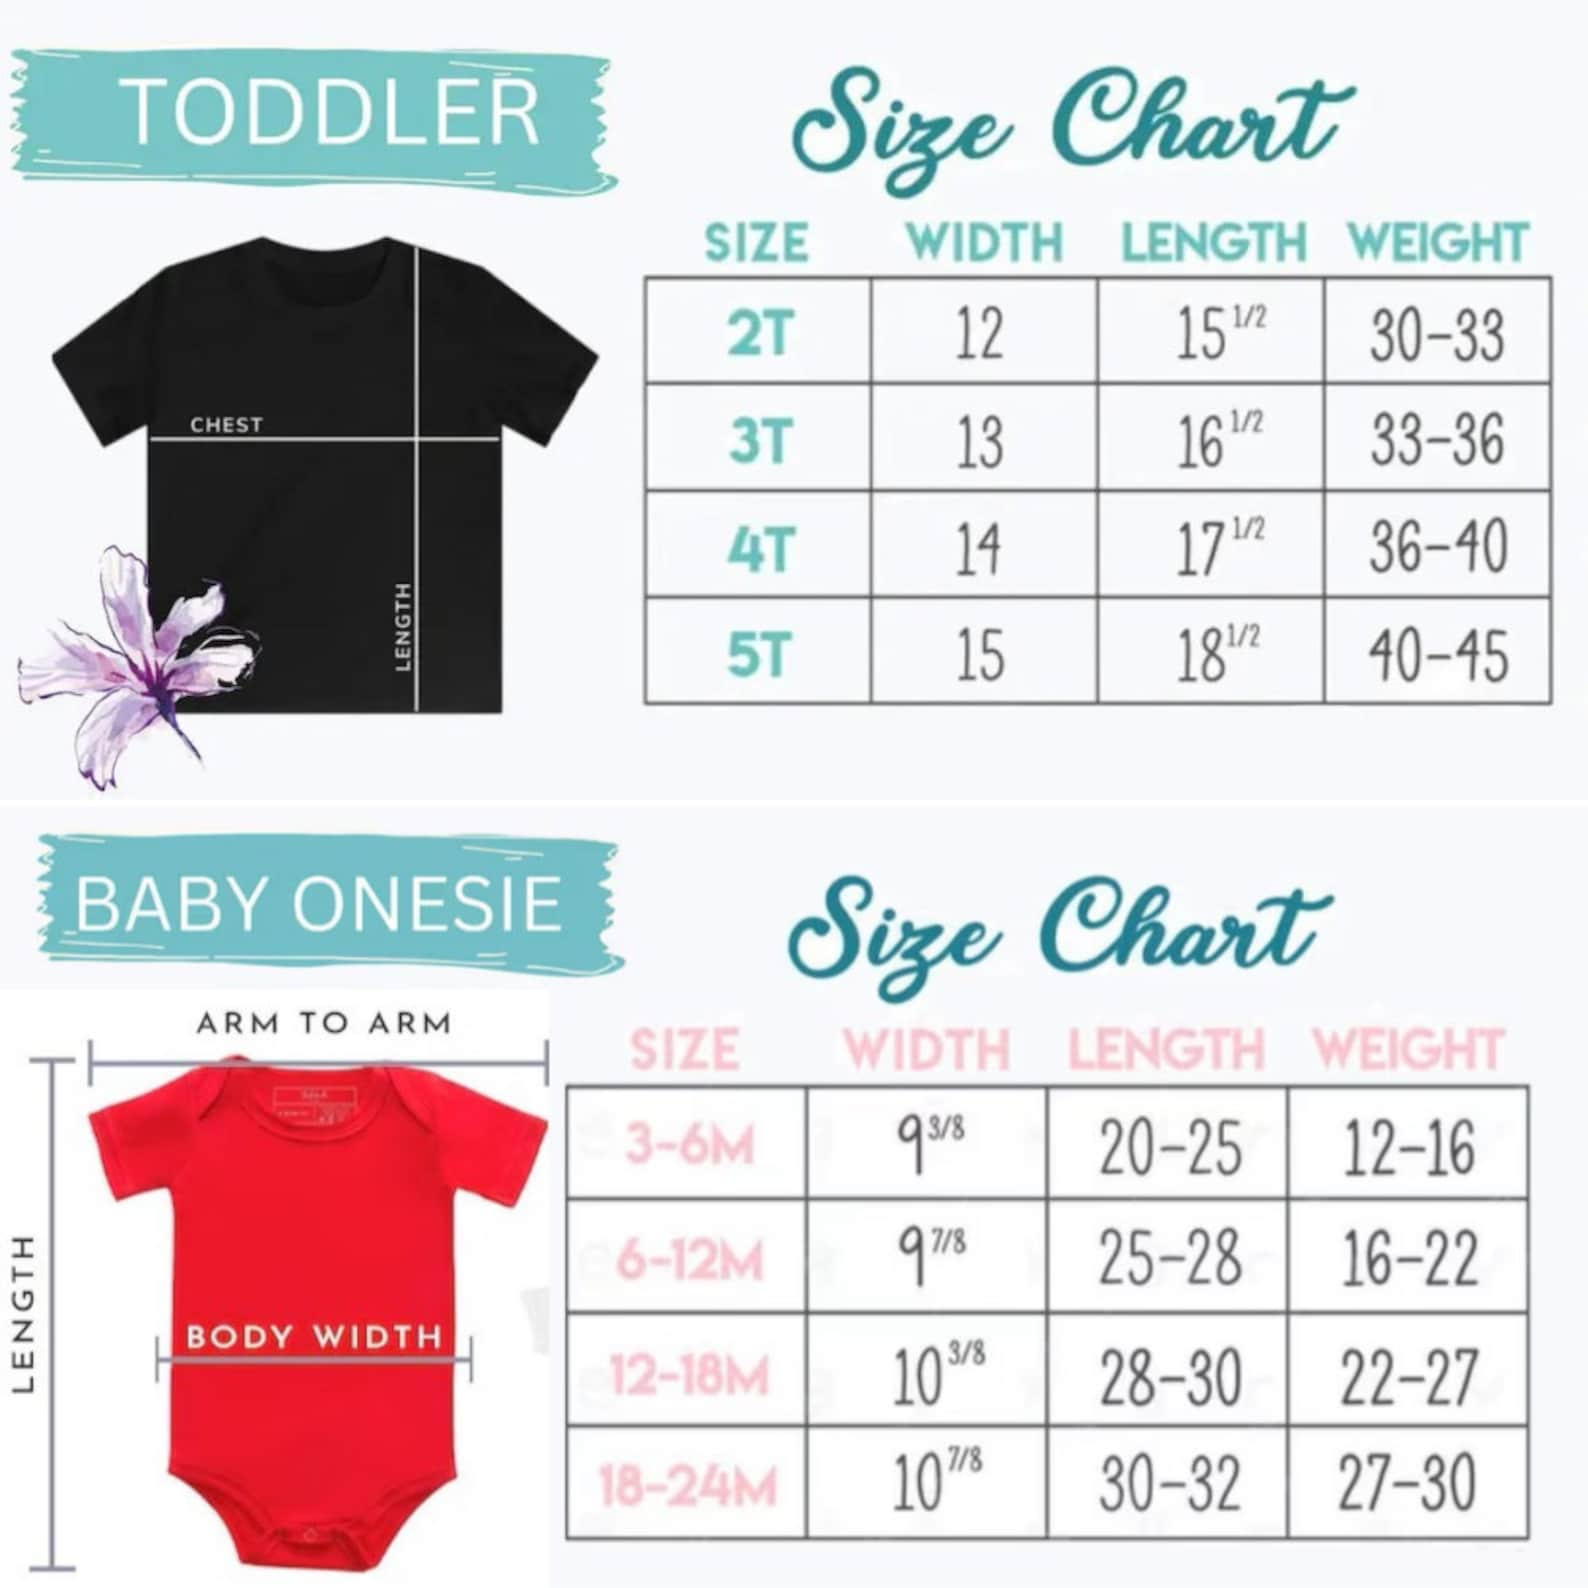 TODDLER
Size Chart
SIZE WIDTH LENGTH WEIGHT
2T 12 15 1/2 30-33
3T 13 16 1/2 33-36
4T 14 17 1/2 36-40
5T 15 18 1/2 40-45
CHEST
LENGTH
BABY ONESIE
Size Chart
ARM TO ARM
LENGTH
BODY WIDTH
SIZE WIDTH LENGTH WEIGHT
3-6M 9 3/8 20-25 12-16
6-12M 9 7/8 25-28 16-22
12-18M 10 3/8 28-30 22-27
18-24M 10 7/8 30-32 27-30